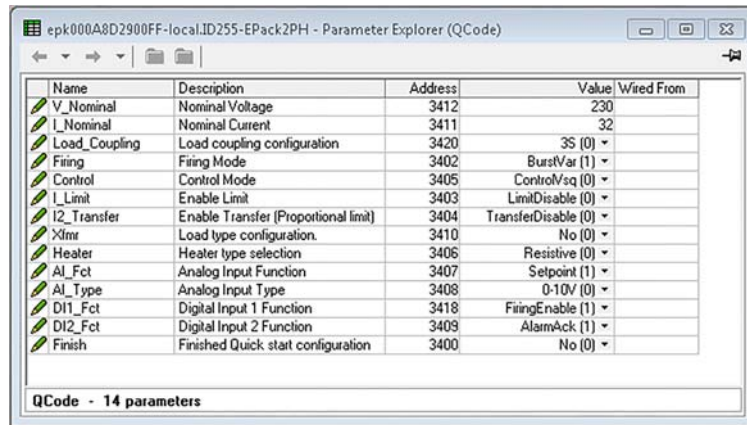 epk000A8D2900FF-local.ID255-EPack2PH - Parameter Explorer (QCode)
Name Description Address Value Wired From
V_Nominal Nominal Voltage 3412 230
I_Nominal Nominal Current 3411 32
Load_Coupling Load coupling configuration 3420 3S (0)
Firing Firing Mode 3402 BurstVar (1)
Control Control Mode 3405 ControlVsq (0)
I_Limit Enable Limit 3403 LimitDisable (0)
I2_Transfer Enable Transfer (Proportional limit) 3404 TransferDisable (0)
Xfmr Load type configuration. 3410 No (0)
Heater Heater type selection 3406 Resistive (0)
AI_Fct Analog Input Function 3407 Setpoint (1)
AI_Type Analog Input Type 3408 0-10V (0)
DI1_Fct Digital Input 1 Function 3418 FiringEnable (1)
DI2_Fct Digital Input 2 Function 3409 AlarmAck (1)
Finish Finished Quick start configuration 3400 No (0)
QCode - 14 parameters